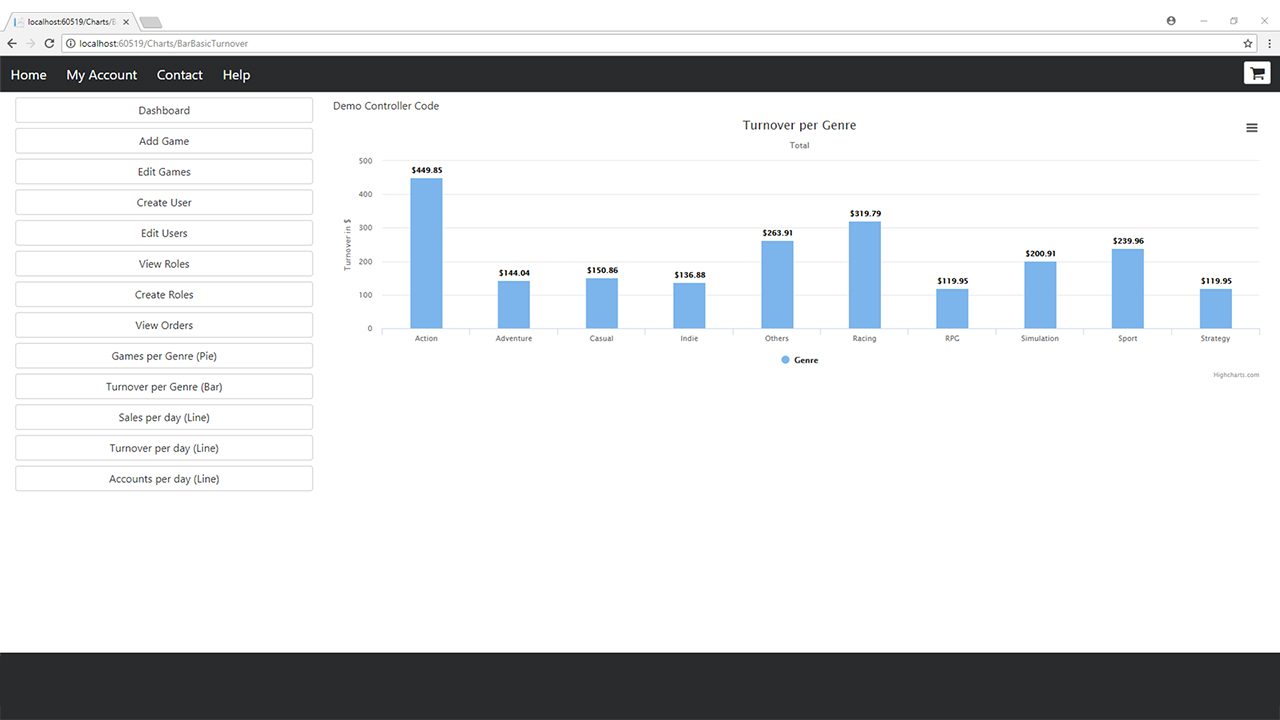 localhost:60519/Charts/B
localhost:60519/Charts/BarBasicTurnover
Home My Account Contact Help
Dashboard
Add Game
Edit Games
Create User
Edit Users
View Roles
Create Roles
View Orders
Games per Genre (Pie)
Turnover per Genre (Bar)
Sales per day (Line)
Turnover per day (Line)
Accounts per day (Line)
Demo Controller Code
Turnover per Genre
Total
Turnover in $
500
400
300
200
100
0
$449.85 $144.04 $150.86 $136.88 $263.91 $319.79 $119.95 $200.91 $239.96 $119.95
Action Adventure Casual Indie Others Racing RPG Simulation Sport Strategy
Genre
Highcharts.com